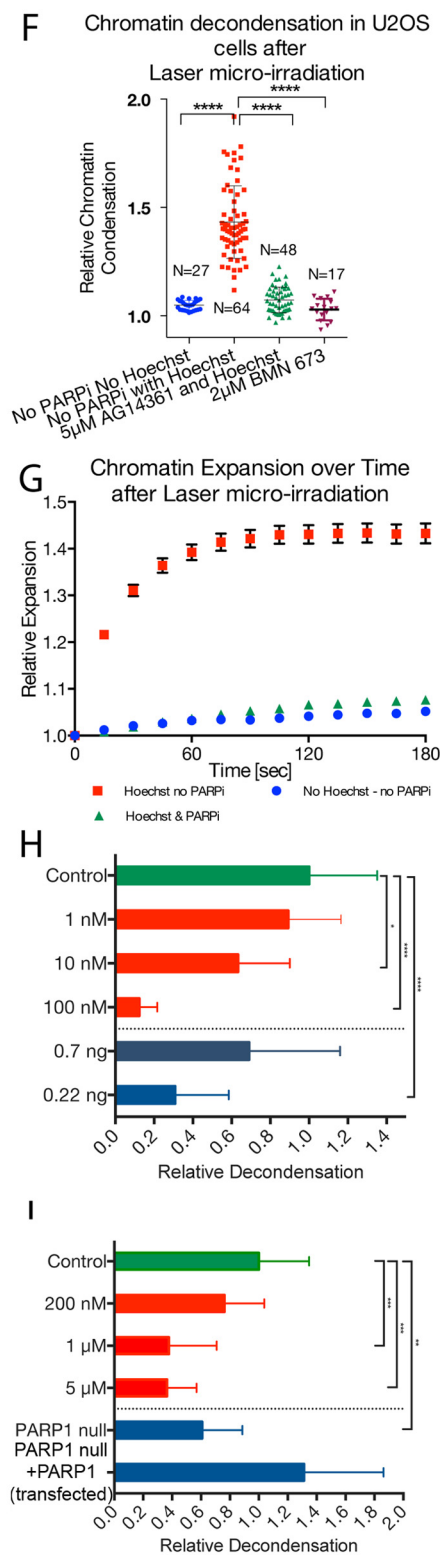 F
Chromatin decondensation in U2OS
cells after
Laser micro-irradiation
****
**** ****
2.0
1.5
1.0
Relative Chromatin
Condensation
N=27
N=64
N=48
N=17
No PARPi No Hoechst
No PARPi with Hoechst
5µM AG14361 and Hoechst
2µM BMN 673
G
Chromatin Expansion over Time
after Laser micro-irradiation
1.5
1.4
1.3
1.2
1.1
1.0
Relative Expansion
0 60 120 180
Time [sec]
Hoechst no PARPi
No Hoechst - no PARPi
Hoechst & PARPi
H
Control
1 nM
10 nM
100 nM
0.7 ng
0.22 ng
*
****
****
0.0 0.2 0.4 0.6 0.8 1.0 1.2 1.4
Relative Decondensation
I
Control
200 nM
1 µM
5 µM
PARP1 null
PARP1 null
+PARP1
(transfected)
***
***
**
0.0 0.2 0.4 0.6 0.8 1.0 1.2 1.4 1.6 1.8 2.0
Relative Decondensation